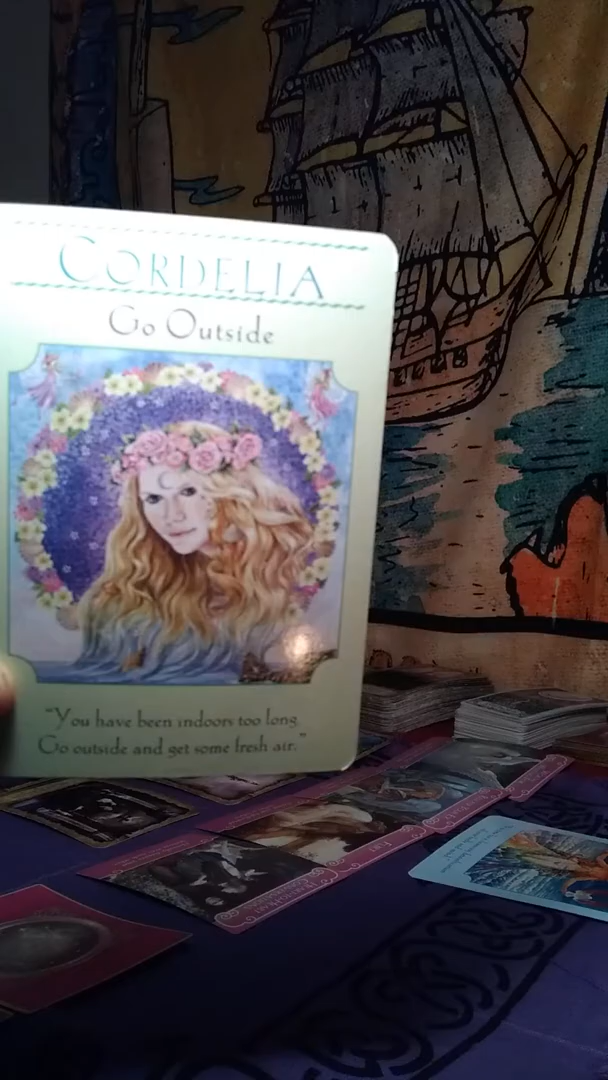 CORDELIA
Go Outside
"You have been indoors too long.
Go outside and get some fresh air."